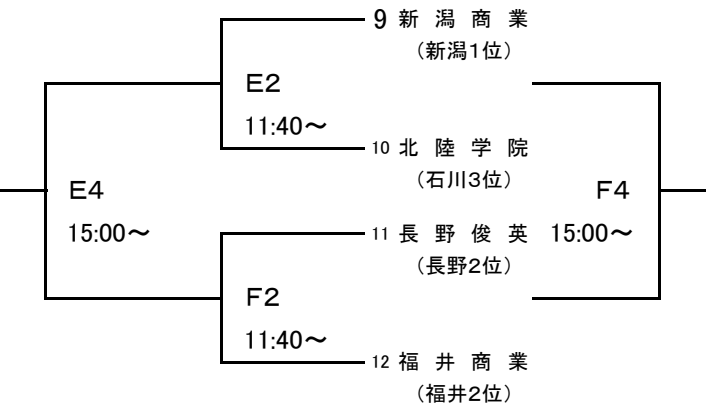 9 新潟商業
（新潟1位）
E2
11:40～
10 北陸学院
（石川3位）
E4
15:00～
F4
15:00～
11 長野俊英
（長野2位）
F2
11:40～
12 福井商業
（福井2位）